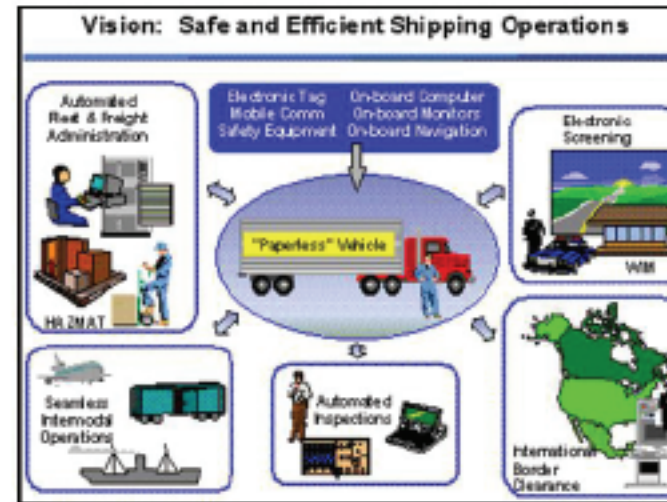 Vision: Safe and Efficient Shipping Operations
Automated
Fleet & Freight
Administration
HAZMAT
Electronic Tag
Mobile Comm
Safety Equipment
On-board Computer
On-board Monitors
On-board Navigation
Electronic
Screening
WIM
"Paperless" Vehicle
Seamless
Intermodal
Operations
Automated
Inspections
International
Border
Clearance